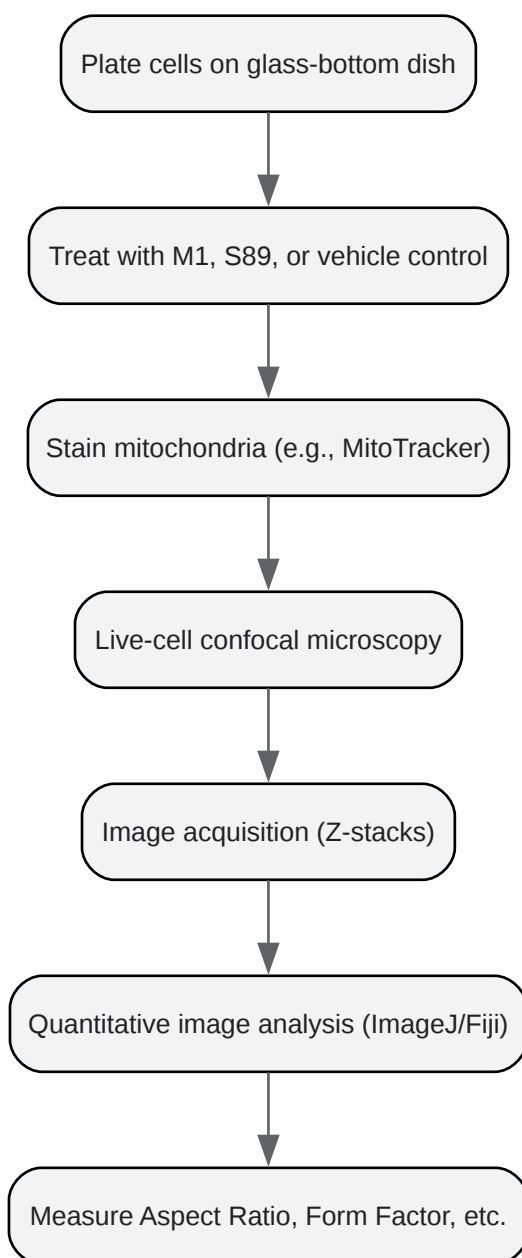 Plate cells on glass-bottom dish
Treat with M1, S89, or vehicle control
Stain mitochondria (e.g., MitoTracker)
Live-cell confocal microscopy
Image acquisition (Z-stacks)
Quantitative image analysis (ImageJ/Fiji)
Measure Aspect Ratio, Form Factor, etc.